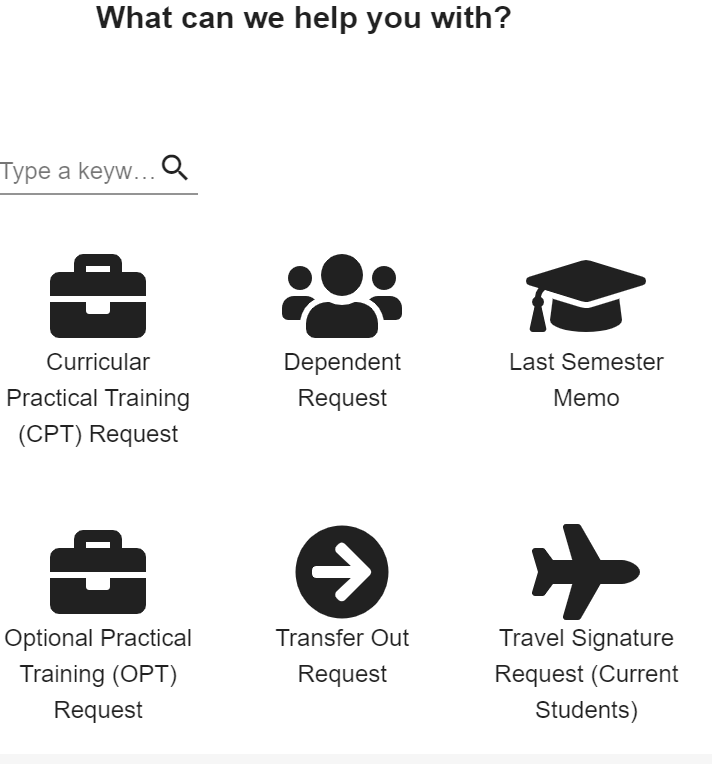 What can we help you with?
Type a keyw…
Curricular
Practical Training
(CPT) Request
Dependent
Request
Last Semester
Memo
Optional Practical
Training (OPT)
Request
Transfer Out
Request
Travel Signature
Request (Current
Students)